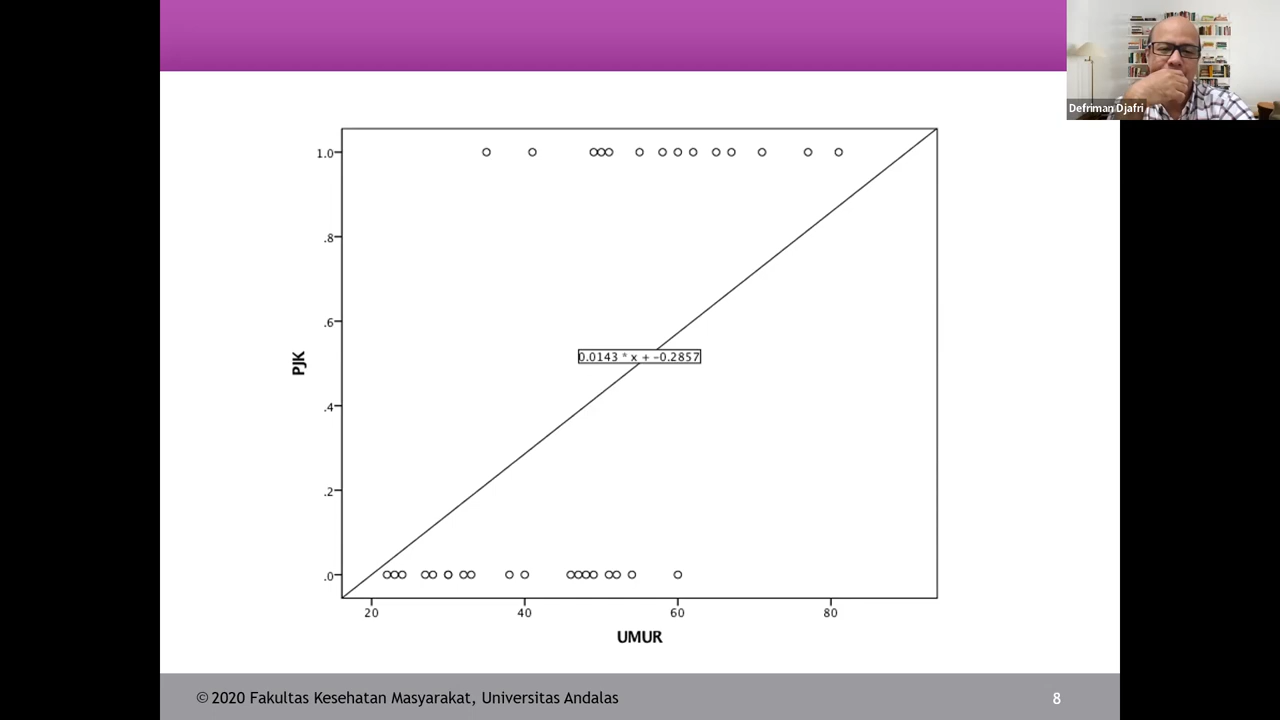 Defriman Djafri
1.0
.8
.6
.4
.2
.0
PJK
0.0143 * x + -0.2857
20 40 60 80
UMUR
© 2020 Fakultas Kesehatan Masyarakat, Universitas Andalas
8